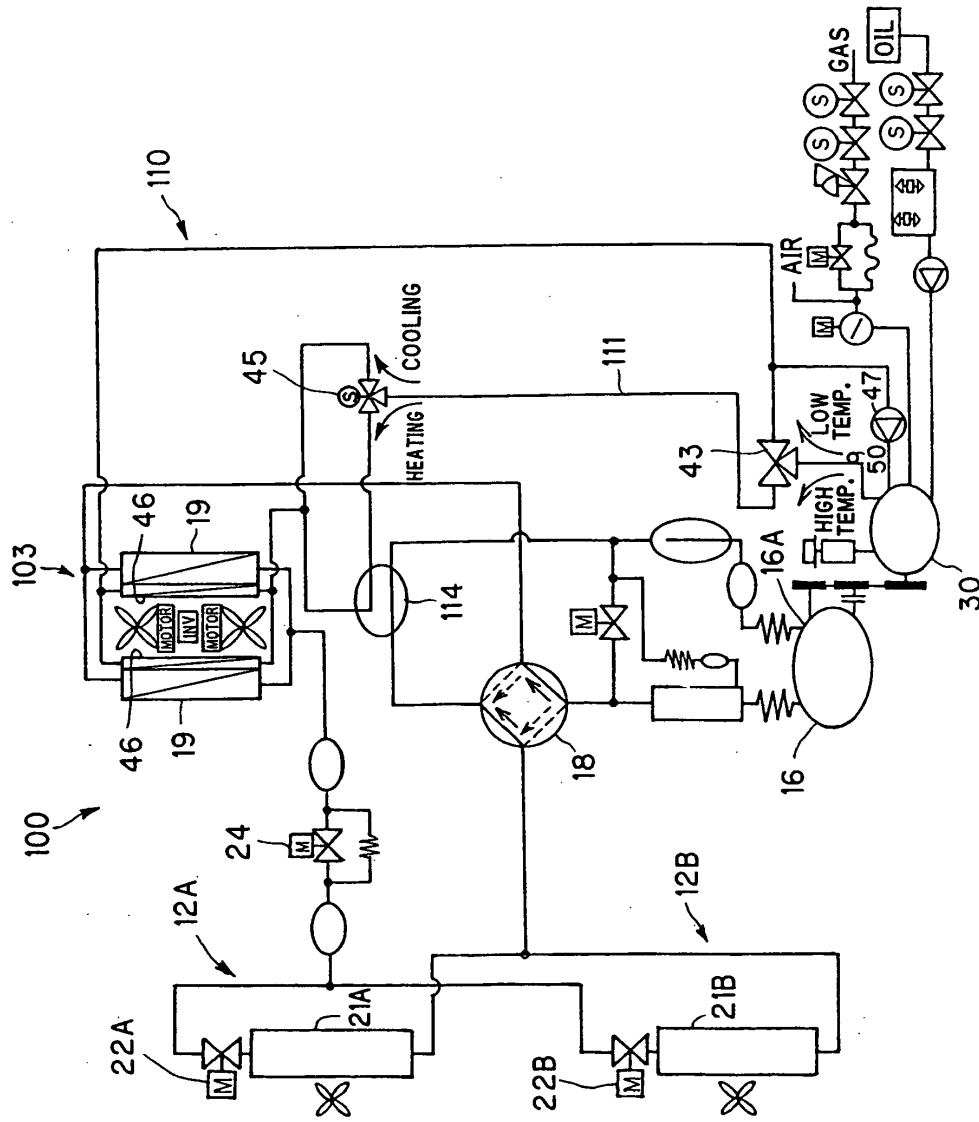 100
103
46
19
46
19
MOTOR
INV
MOTOR
110
45
COOLING
HEATING
111
114
24
M
12A
22A
M
21A
12B
22B
M
21B
18
M
16
16A
43
HIGH
TEMP.
LOW
TEMP.
50
47
30
S
AIR
M
M
GAS
S
S
OIL
S
S